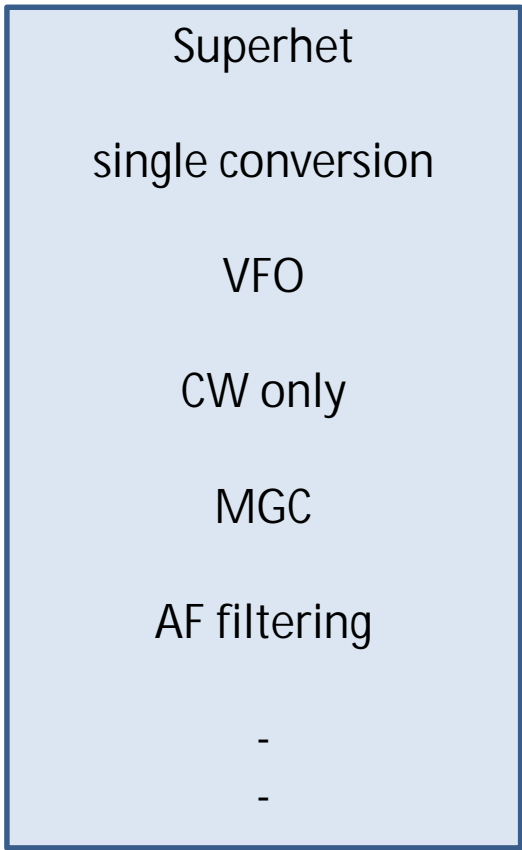 Superhet
single conversion
VFO
CW only
MGC
AF filtering
-
-